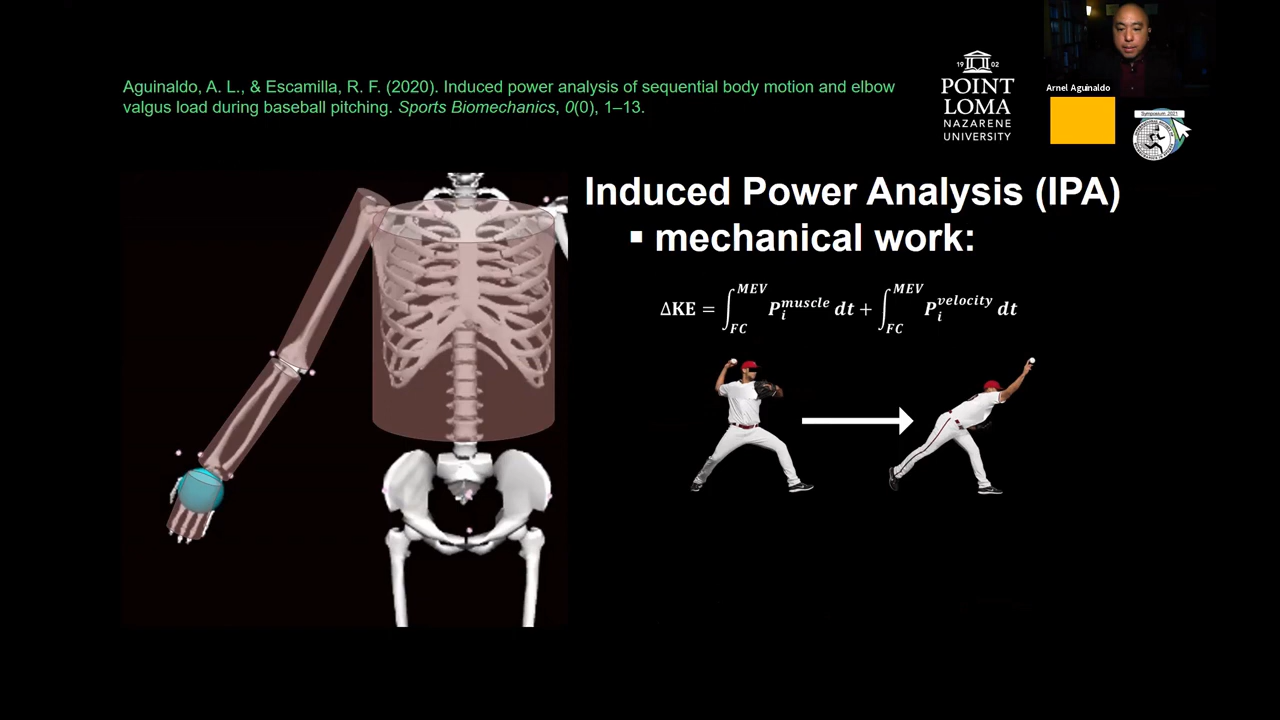 Aguinaldo, A. L., & Escamilla, R. F. (2020). Induced power analysis of sequential body motion and elbow
valgus load during baseball pitching. Sports Biomechanics, 0(0), 1–13.
19 02
POINT
LOMA
NAZARENE
UNIVERSITY
Arnel Aguinaldo
Symposium 2021
Induced Power Analysis (IPA)
▪ mechanical work:
ΔKE = ∫_FC^MEV P_i^muscle dt + ∫_FC^MEV P_i^velocity dt